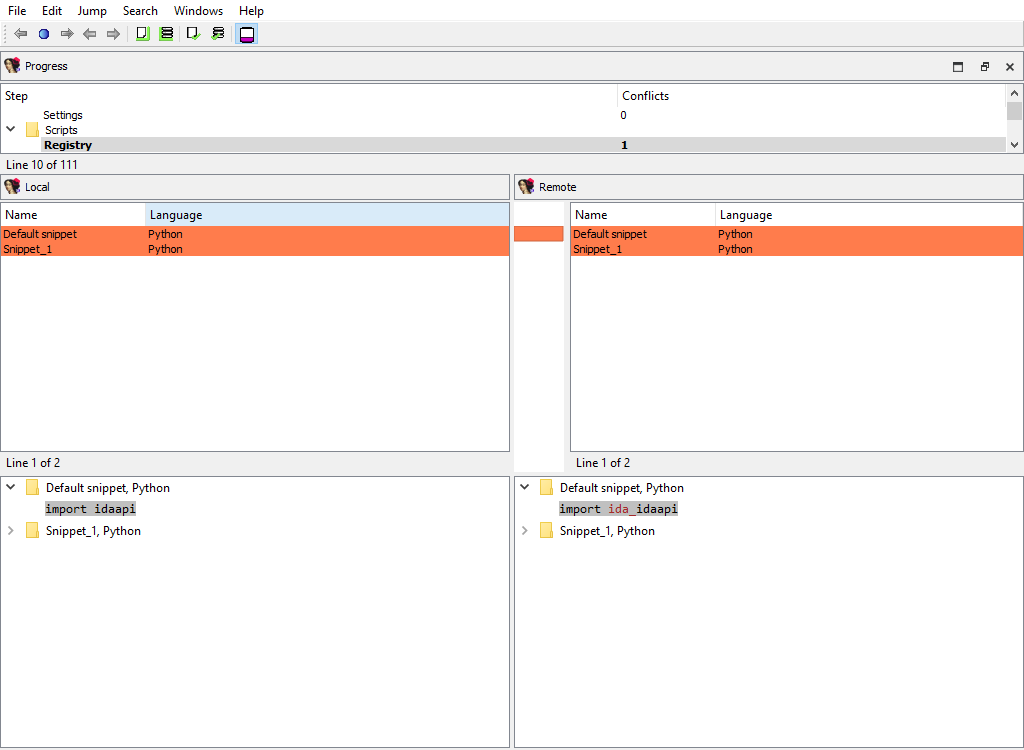 File Edit Jump Search Windows Help
Progress
Step Conflicts
Settings 0
Scripts
Registry 1
Line 10 of 111
Local Remote
Name Language Name Language
Default snippet Python Default snippet Python
Snippet_1 Python Snippet_1 Python
Line 1 of 2 Line 1 of 2
Default snippet, Python Default snippet, Python
import idaapi import ida_idaapi
Snippet_1, Python Snippet_1, Python